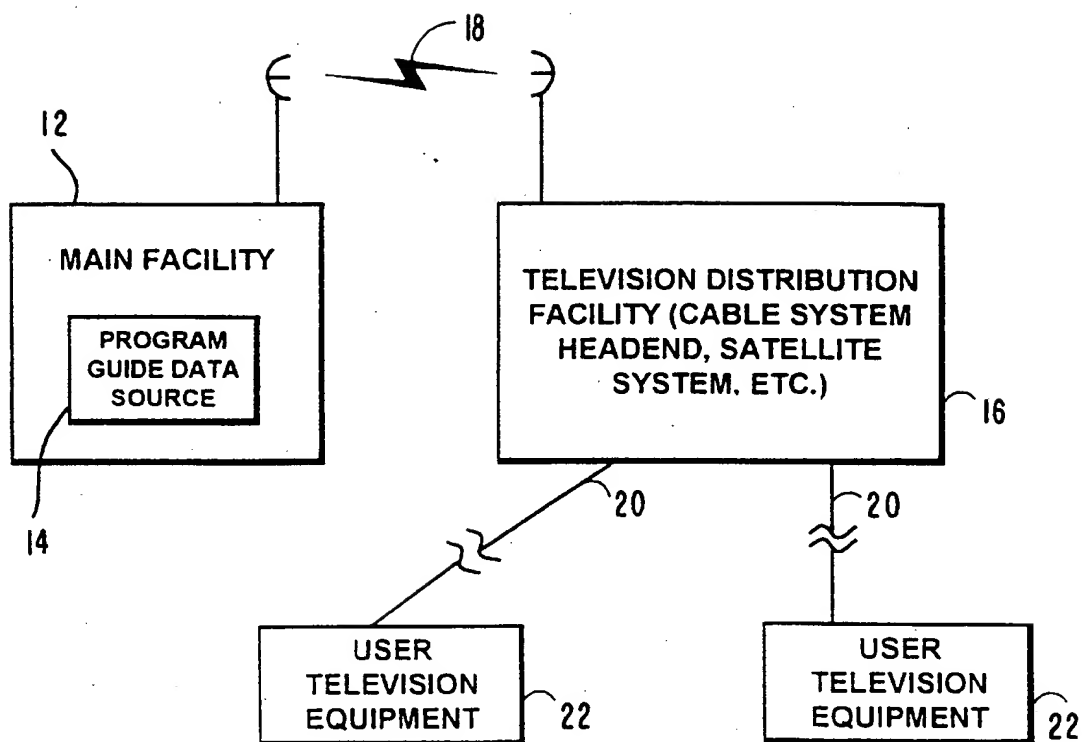 18
12
MAIN FACILITY
PROGRAM
GUIDE DATA
SOURCE
14
TELEVISION DISTRIBUTION
FACILITY (CABLE SYSTEM
HEADEND, SATELLITE
SYSTEM, ETC.)
16
20
20
USER
TELEVISION
EQUIPMENT
22
USER
TELEVISION
EQUIPMENT
22